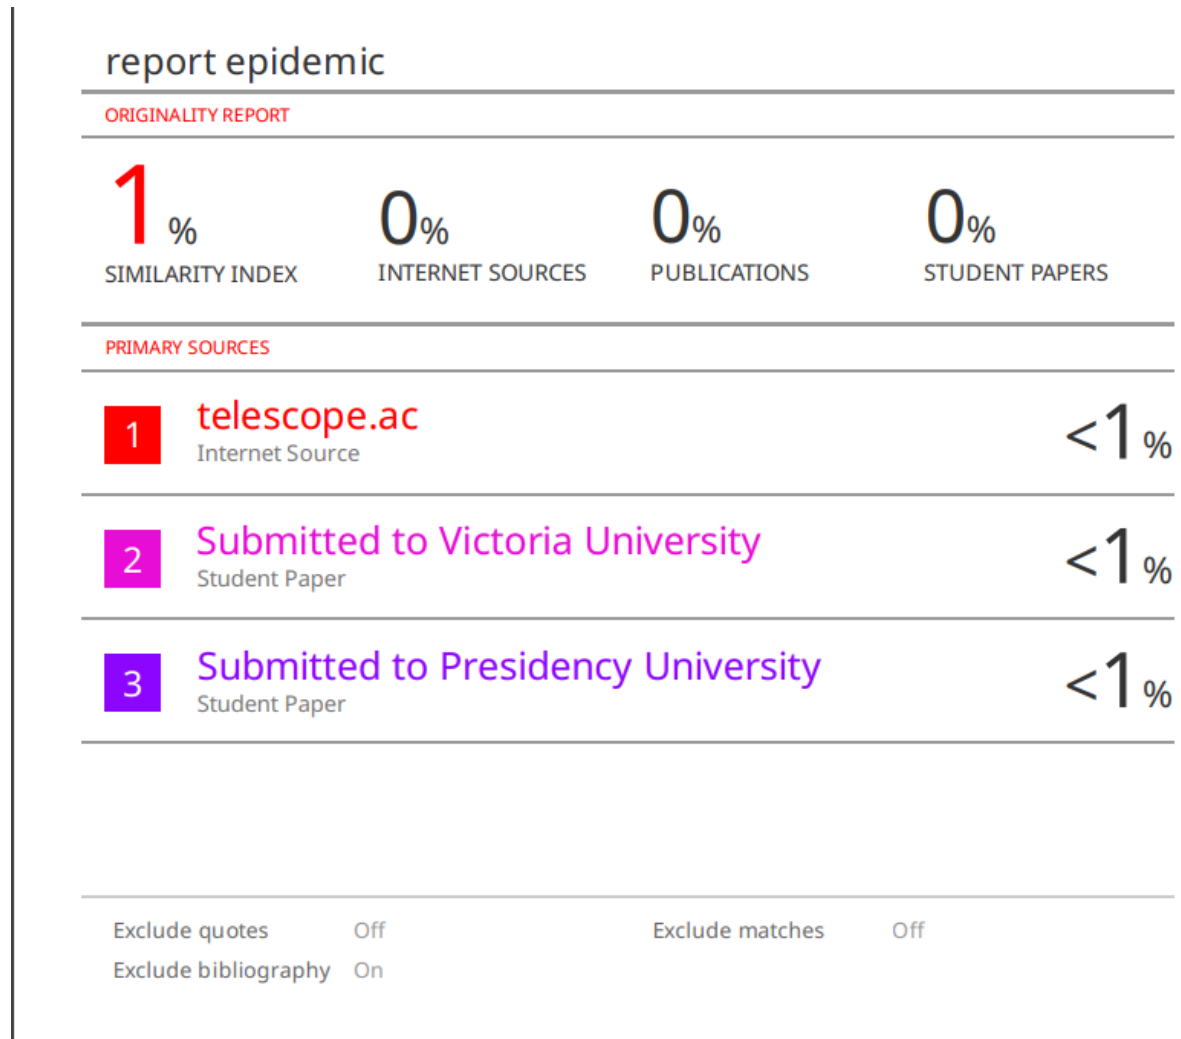 report epidemic
ORIGINALITY REPORT
1% 0% 0% 0%
SIMILARITY INDEX INTERNET SOURCES PUBLICATIONS STUDENT PAPERS
PRIMARY SOURCES
1 telescope.ac <1%
Internet Source
2 Submitted to Victoria University <1%
Student Paper
3 Submitted to Presidency University <1%
Student Paper
Exclude quotes Off Exclude matches Off
Exclude bibliography On